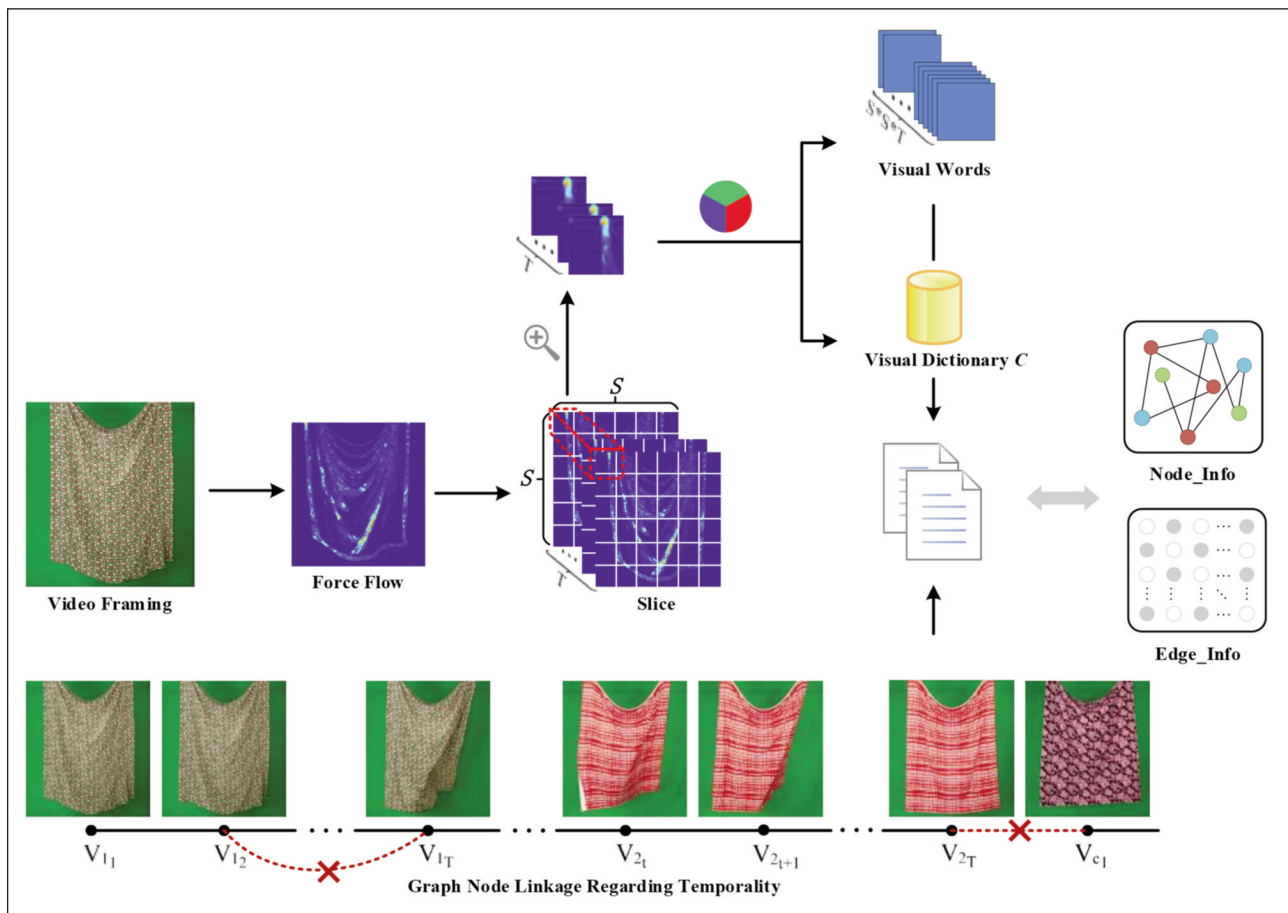 S*S*T
Visual Words
T
S
Visual Dictionary C
S
Node_Info
Force Flow
T
Video Framing
Slice
Edge_Info
V1₁
V1₂
V1T
V2t
V2t+1
V2T
Vc1
Graph Node Linkage Regarding Temporality